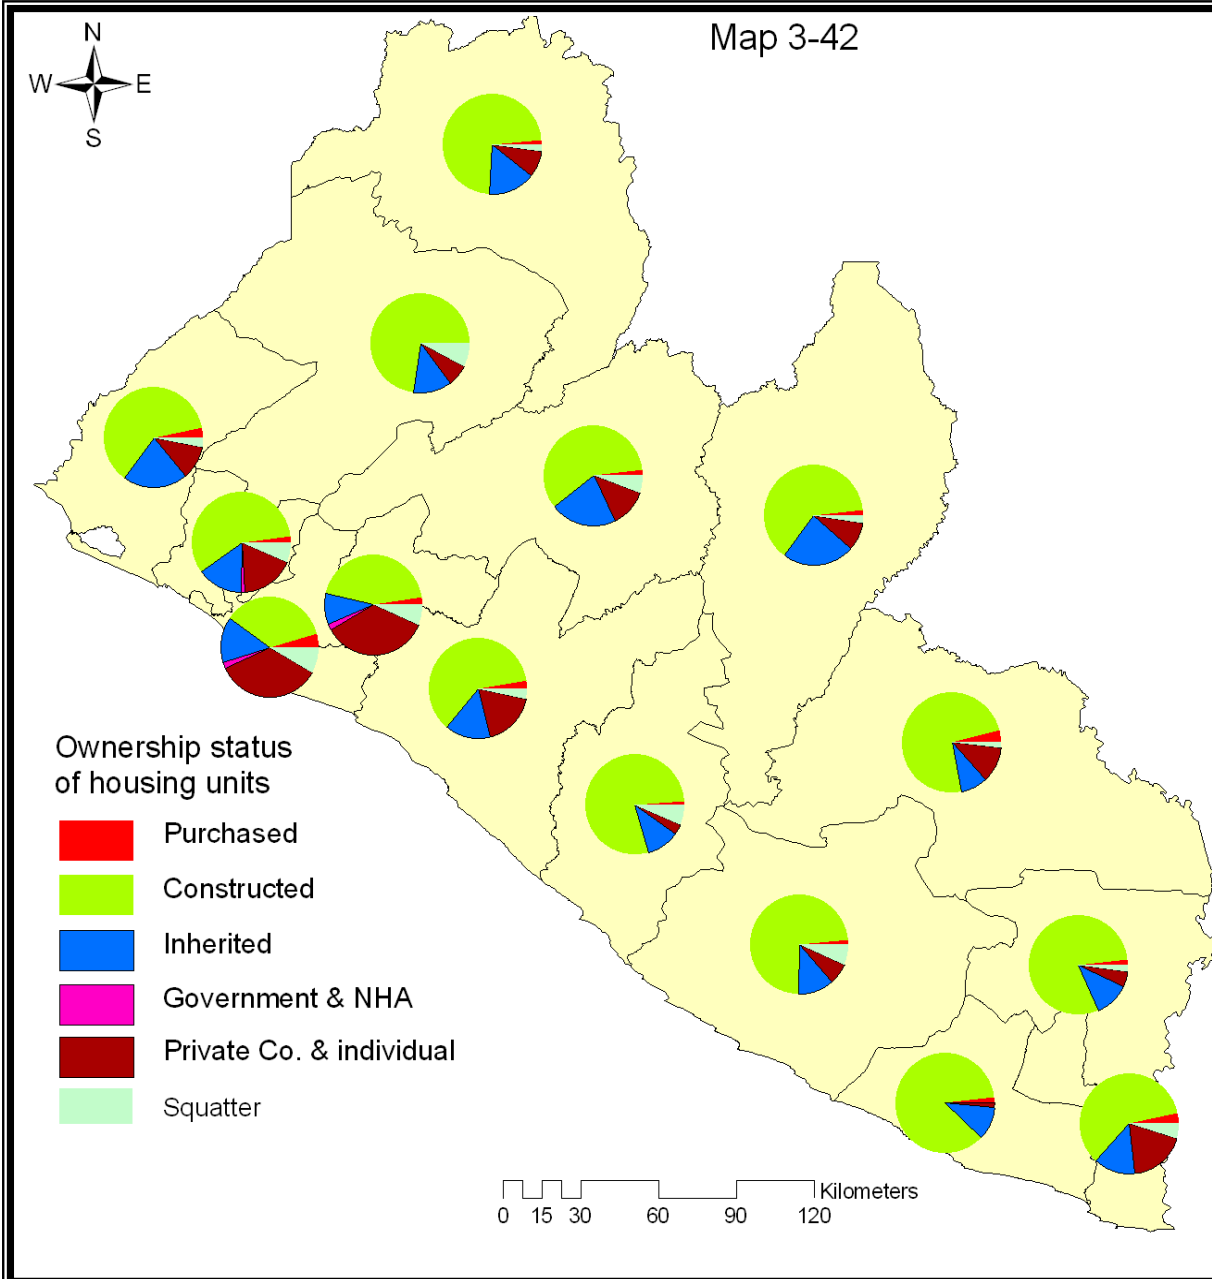 Map 3-42
N
W E
S
Ownership status
of housing units
Purchased
Constructed
Inherited
Government & NHA
Private Co. & individual
Squatter
Kilometers
0 15 30 60 90 120